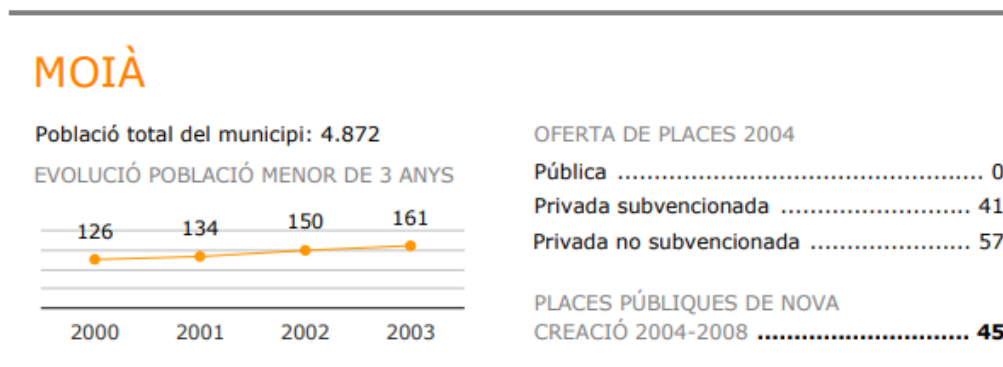 MOIÀ
Població total del municipi: 4.872
EVOLUCIÓ POBLACIÓ MENOR DE 3 ANYS
126 134 150 161
2000 2001 2002 2003
OFERTA DE PLACES 2004
Pública .................................................. 0
Privada subvencionada .......................... 41
Privada no subvencionada ...................... 57
PLACES PÚBLIQUES DE NOVA
CREACIÓ 2004-2008 ............................. 45